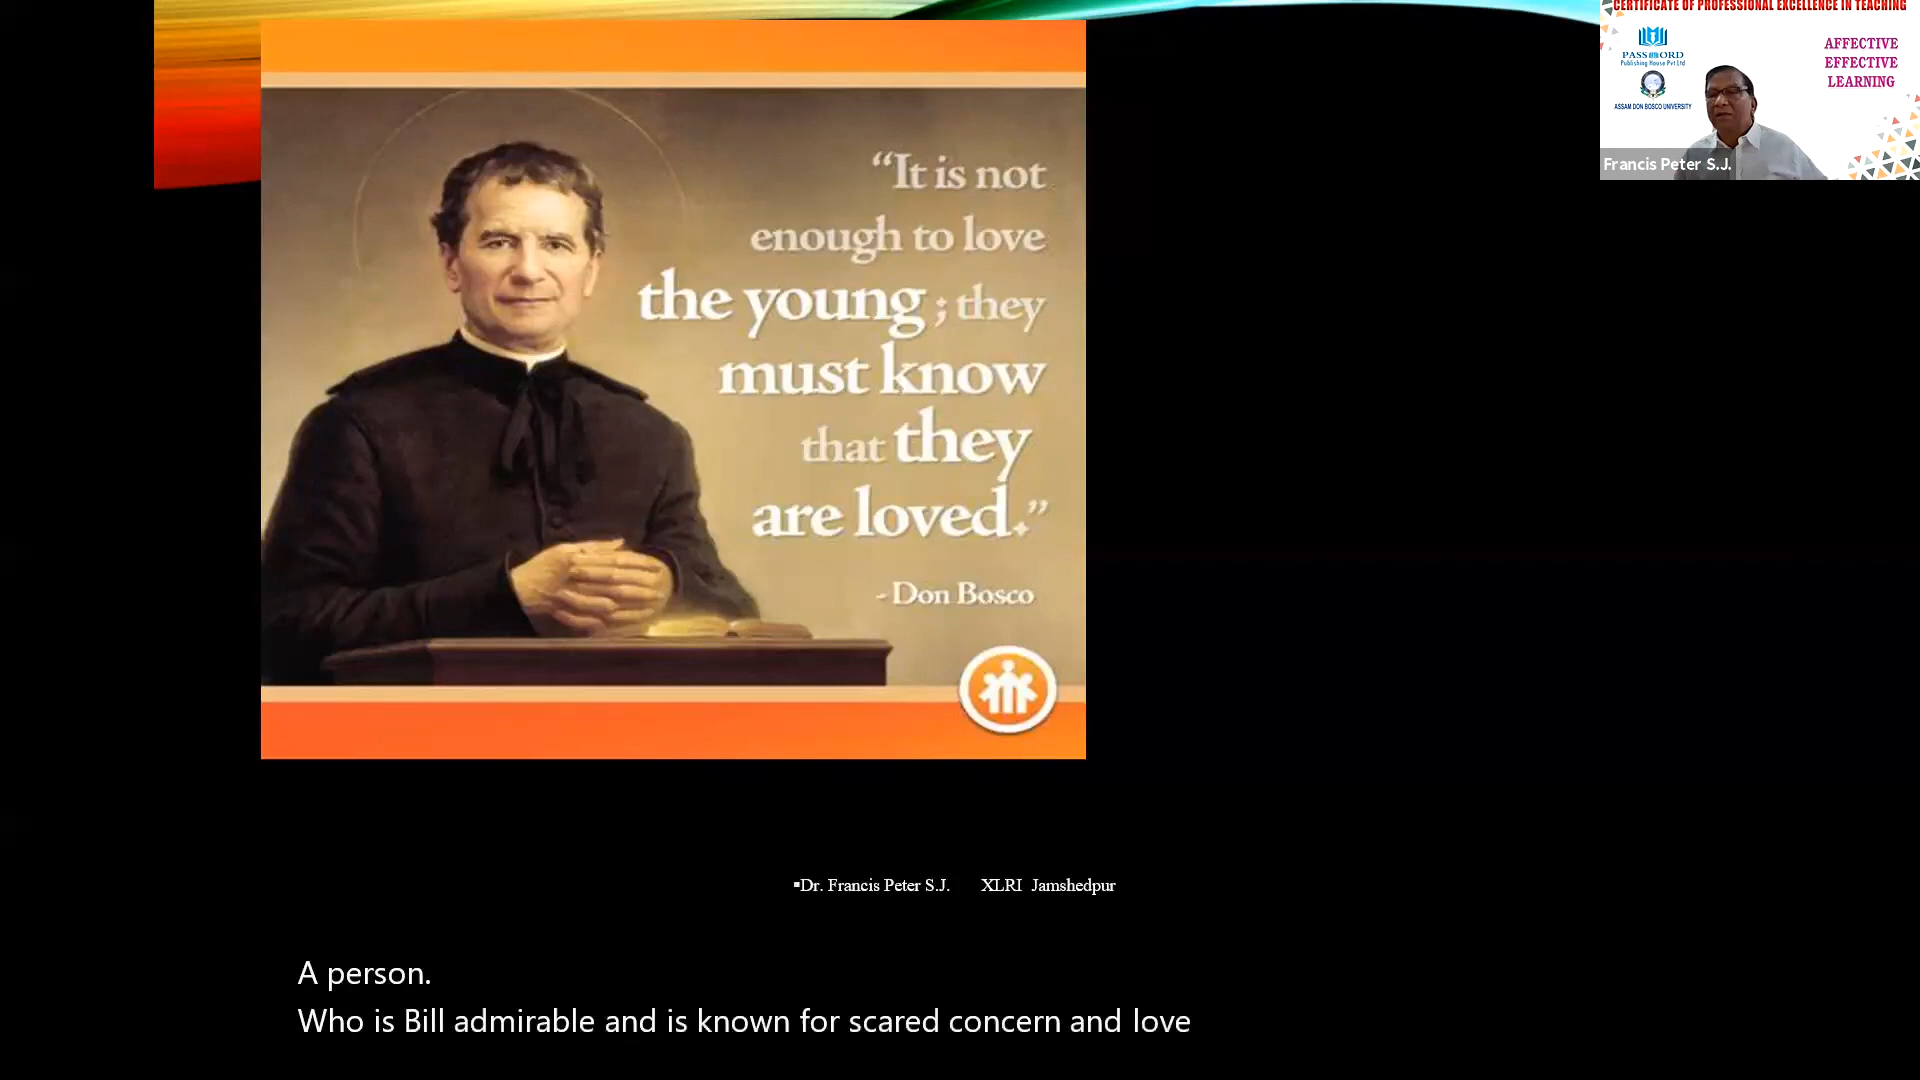 CERTIFICATE OF PROFESSIONAL EXCELLENCE IN TEACHING
PASSWORD
Publishing House Pvt Ltd
ASSAM DON BOSCO UNIVERSITY
AFFECTIVE
EFFECTIVE
LEARNING
Francis Peter S.J.
“It is not
enough to love
the young ; they
must know
that they
are loved.”
- Don Bosco
▪Dr. Francis Peter S.J. XLRI Jamshedpur
A person.
Who is Bill admirable and is known for scared concern and love